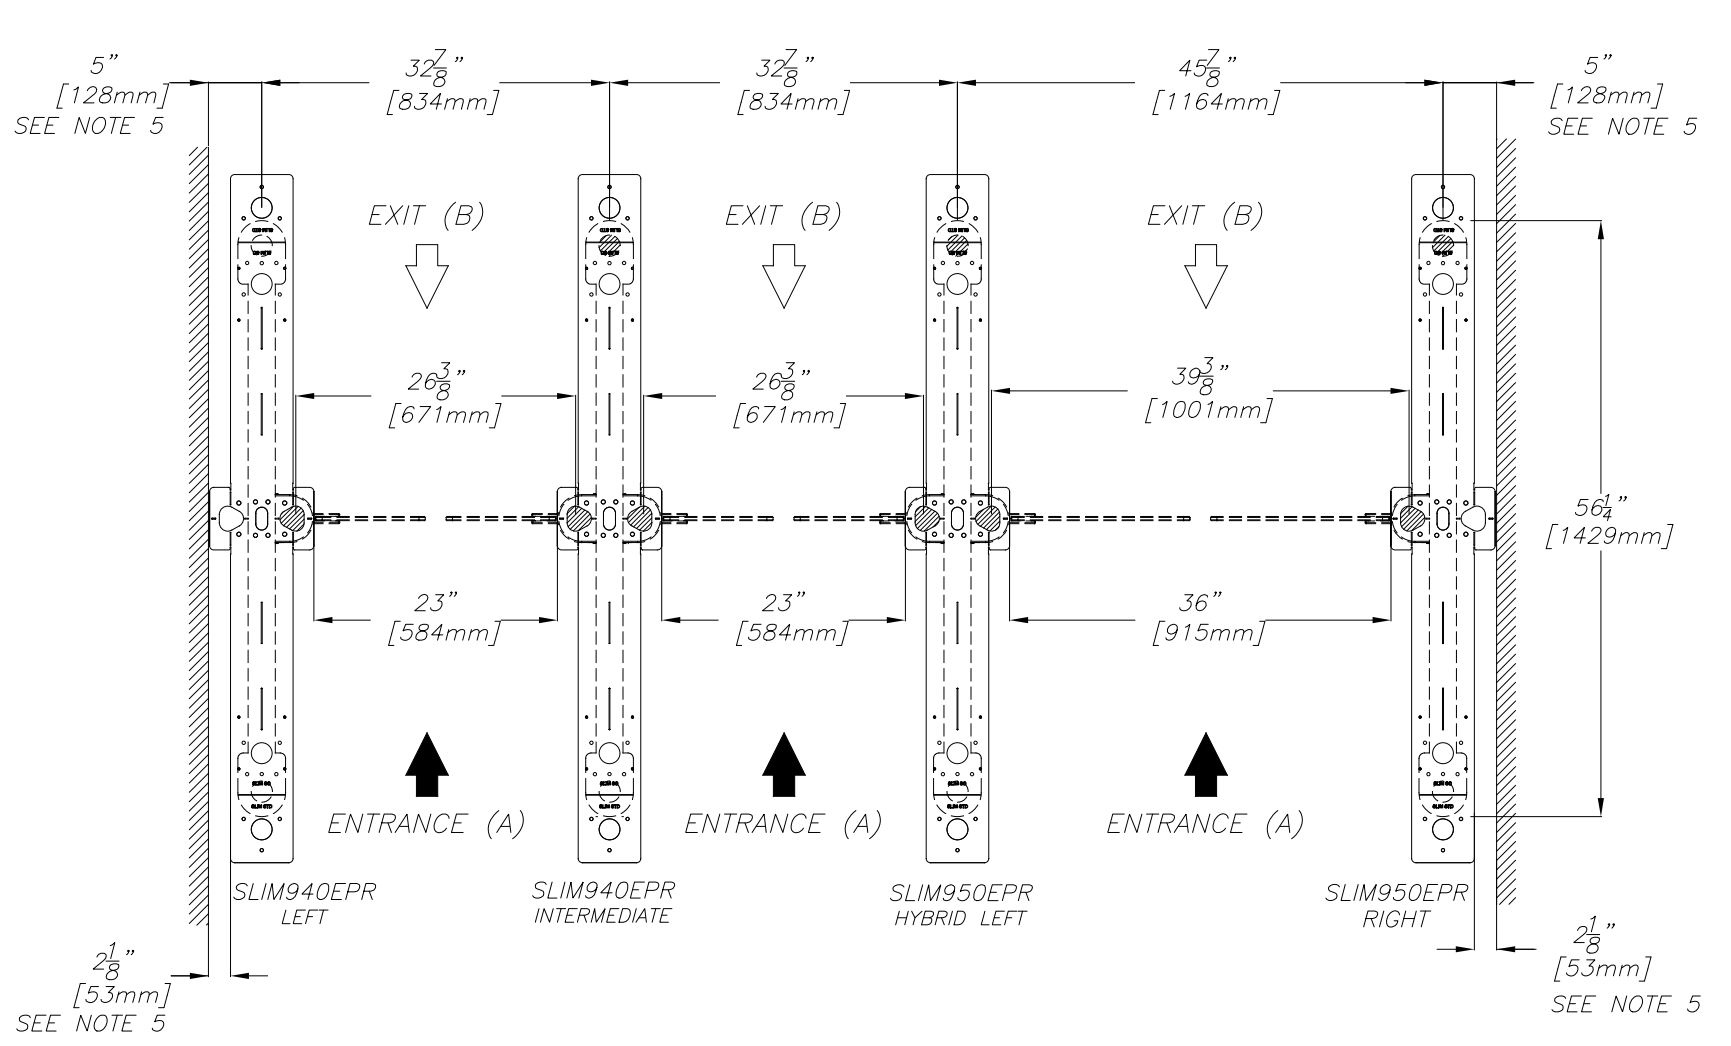 5"
[128mm]
SEE NOTE 5
32 7/8"
[834mm]
32 7/8"
[834mm]
45 7/8"
[1164mm]
5"
[128mm]
SEE NOTE 5
EXIT (B)
EXIT (B)
EXIT (B)
26 3/8"
[671mm]
26 3/8"
[671mm]
39 3/8"
[1001mm]
56 1/4"
[1429mm]
23"
[584mm]
23"
[584mm]
36"
[915mm]
ENTRANCE (A)
ENTRANCE (A)
ENTRANCE (A)
SLIM940EPR
LEFT
SLIM940EPR
INTERMEDIATE
SLIM950EPR
HYBRID LEFT
SLIM950EPR
RIGHT
2 1/8"
[53mm]
SEE NOTE 5
2 1/8"
[53mm]
SEE NOTE 5